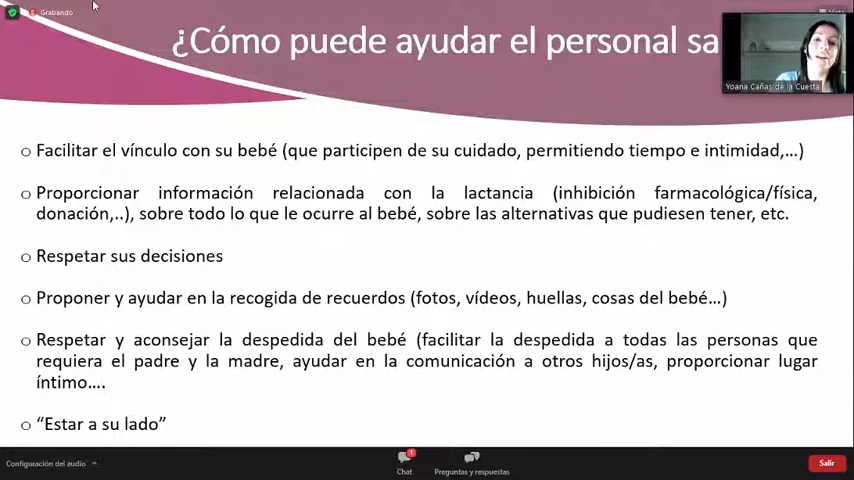 Grabando
Vista
¿Cómo puede ayudar el personal sa
Yoana Cañas de la Cuesta
o Facilitar el vínculo con su bebé (que participen de su cuidado, permitiendo tiempo e intimidad,...)
o Proporcionar información relacionada con la lactancia (inhibición farmacológica/física,
donación,..), sobre todo lo que le ocurre al bebé, sobre las alternativas que pudiesen tener, etc.
o Respetar sus decisiones
o Proponer y ayudar en la recogida de recuerdos (fotos, vídeos, huellas, cosas del bebé...)
o Respetar y aconsejar la despedida del bebé (facilitar la despedida a todas las personas que
requiera el padre y la madre, ayudar en la comunicación a otros hijos/as, proporcionar lugar
íntimo....
o “Estar a su lado”
Configuración del audio
1
Chat
Preguntas y respuestas
Salir